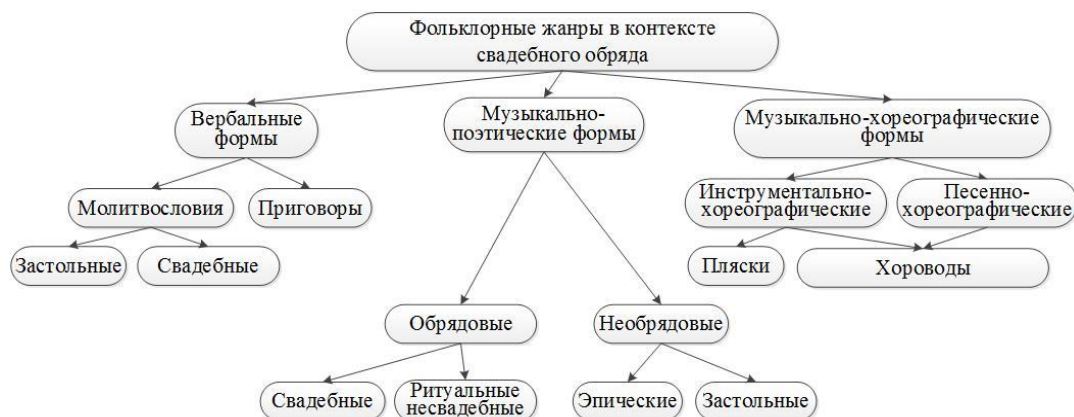 Фольклорные жанры в контексте
свадебного обряда
Вербальные
формы
Музыкально-
поэтические формы
Музыкально-хореографические
формы
Молитвословия
Приговоры
Инструментально-
хореографические
Песенно-
хореографические
Застольные
Свадебные
Пляски
Хороводы
Обрядовые
Необрядовые
Свадебные
Ритуальные
несвадебные
Эпические
Застольные